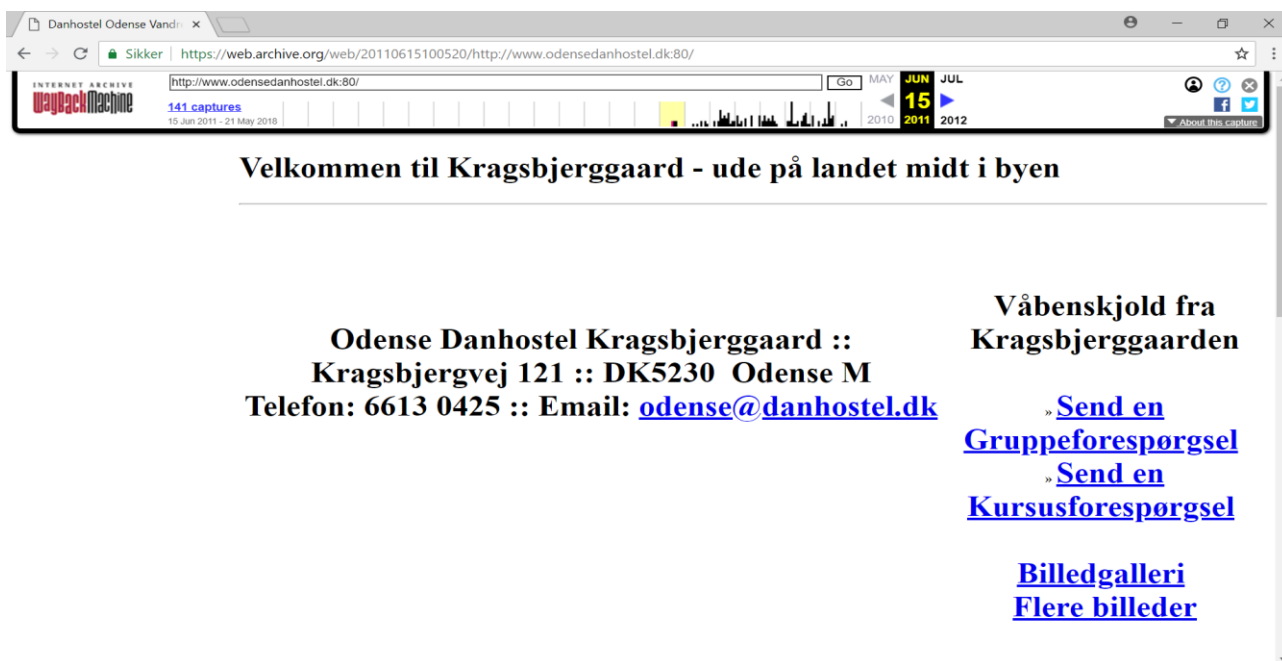 Danhostel Odense Vandr
Sikker https://web.archive.org/web/20110615100520/http://www.odensedanhostel.dk:80/
INTERNET ARCHIVE
WayBackMachine
http://www.odensedanhostel.dk:80/
Go
141 captures
15 Jun 2011 - 21 May 2018
MAY JUN JUL
15
2010 2011 2012
About this capture
Velkommen til Kragsbjerggaard - ude på landet midt i byen
Odense Danhostel Kragsbjerggaard ::
Kragsbjergvej 121 :: DK5230 Odense M
Telefon: 6613 0425 :: Email: odense@danhostel.dk
Våbenskjold fra
Kragsbjerggaarden
» Send en
Gruppeforespørgsel
» Send en
Kursusforespørgsel
Billedgalleri
Flere billeder